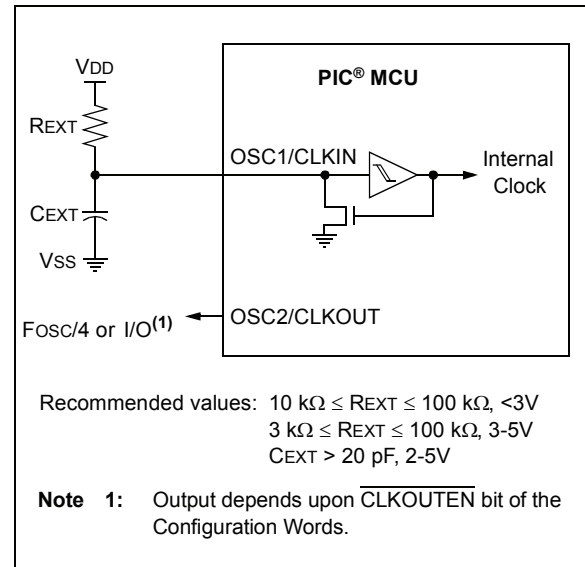 VDD
PIC® MCU
REXT
OSC1/CLKIN
Internal
Clock
CEXT
VSS
OSC2/CLKOUT
FOSC/4 or I/O(1)
Recommended values: 10 kΩ ≤ REXT ≤ 100 kΩ, <3V
3 kΩ ≤ REXT ≤ 100 kΩ, 3-5V
CEXT > 20 pF, 2-5V
Note 1: Output depends upon CLKOUTEN bit of the
Configuration Words.